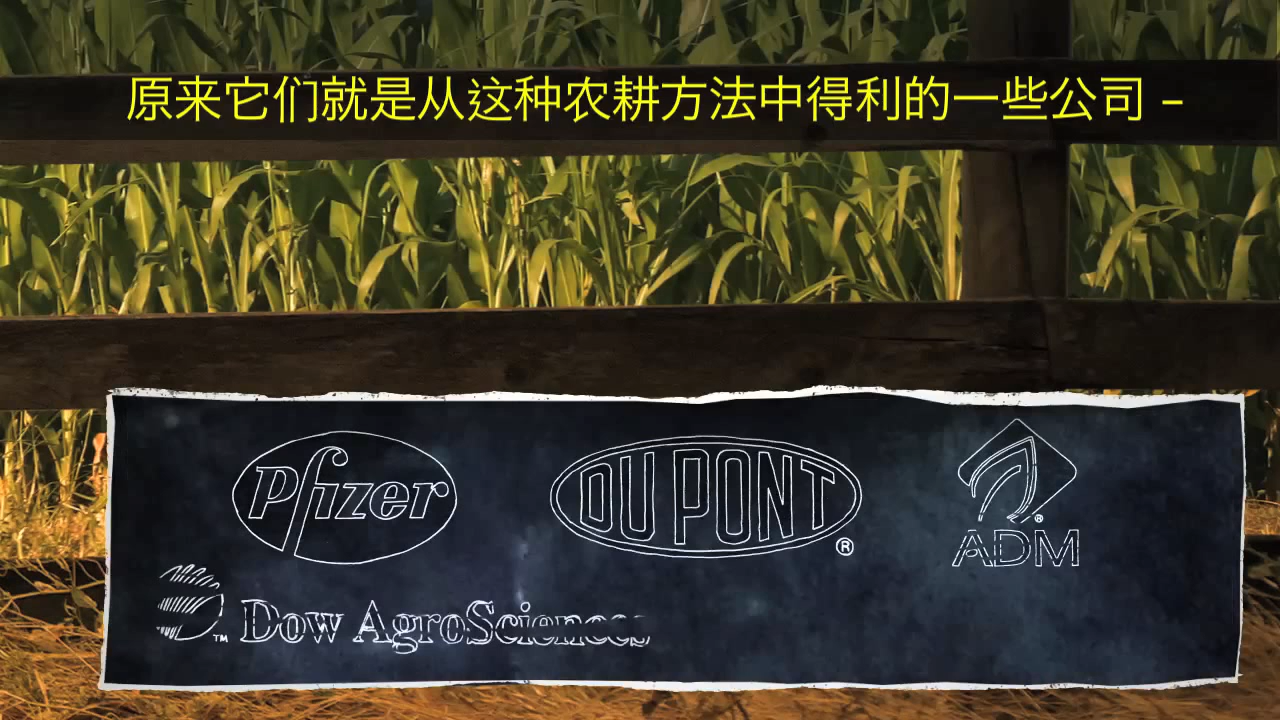 原来它们就是从这种农耕方法中得利的一些公司 –
Pfizer
DU PONT ®
ADM ®
Dow AgroSciences ™